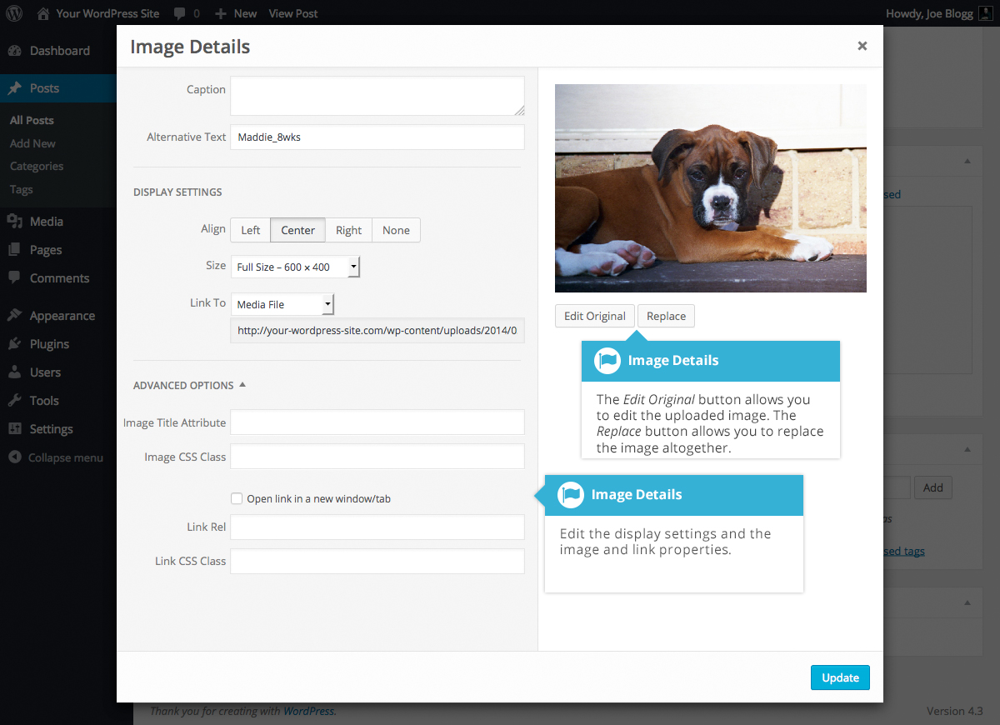 Your WordPress Site 0 New View Post
Howdy, Joe Blogg
Dashboard
Posts
All Posts
Add New
Categories
Tags
Media
Pages
Comments
Appearance
Plugins
Users
Tools
Settings
Collapse menu
Image Details
×
Caption
Alternative Text Maddie_8wks
DISPLAY SETTINGS
Align Left Center Right None
Size Full Size – 600 × 400
Link To Media File
http://your-wordpress-site.com/wp-content/uploads/2014/0
ADVANCED OPTIONS
Image Title Attribute
Image CSS Class
Open link in a new window/tab
Link Rel
Link CSS Class
Edit Original Replace
Image Details
The Edit Original button allows you
to edit the uploaded image. The
Replace button allows you to replace
the image altogether.
Image Details
Edit the display settings and the
image and link properties.
Update
sed
Add
as
sed tags
Thank you for creating with WordPress.
Version 4.3